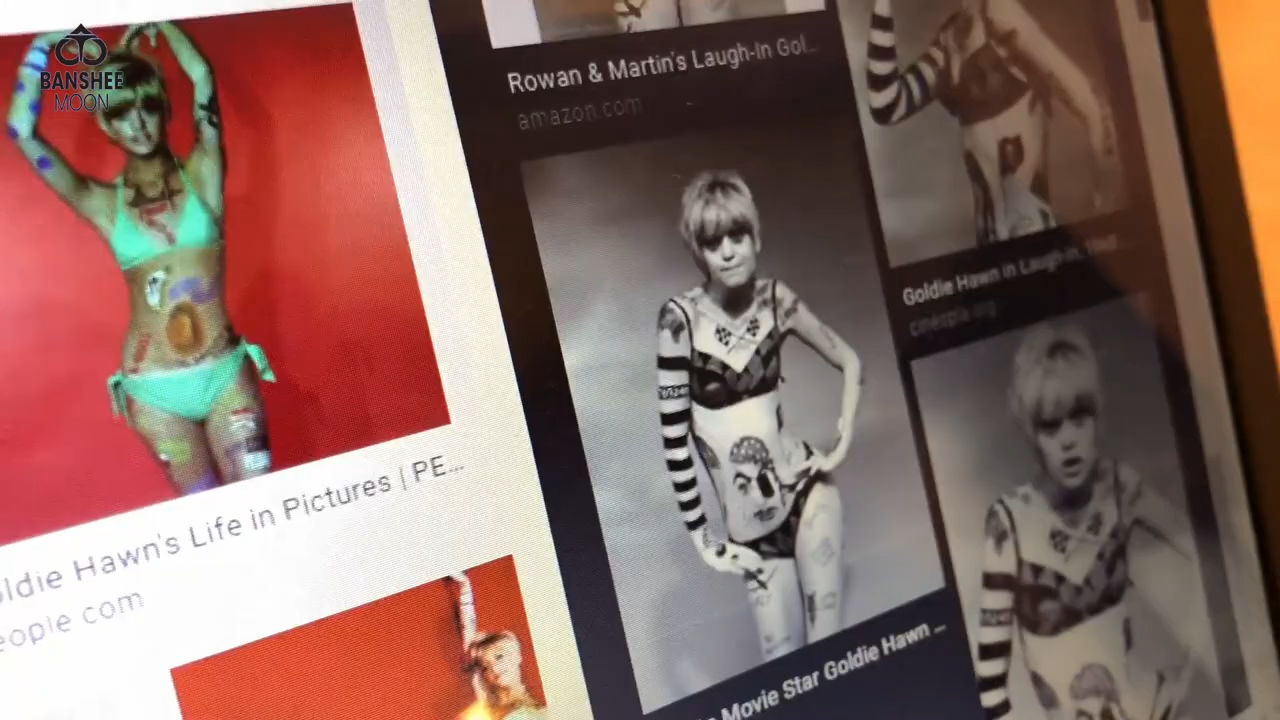 BANSHEE
MOON
Rowan & Martin's Laugh-In Gol...
amazon.com
Goldie Hawn in Laugh-In,
oldie Hawn's Life in Pictures | PE...
eople com
Movie Star Goldie Hawn ...